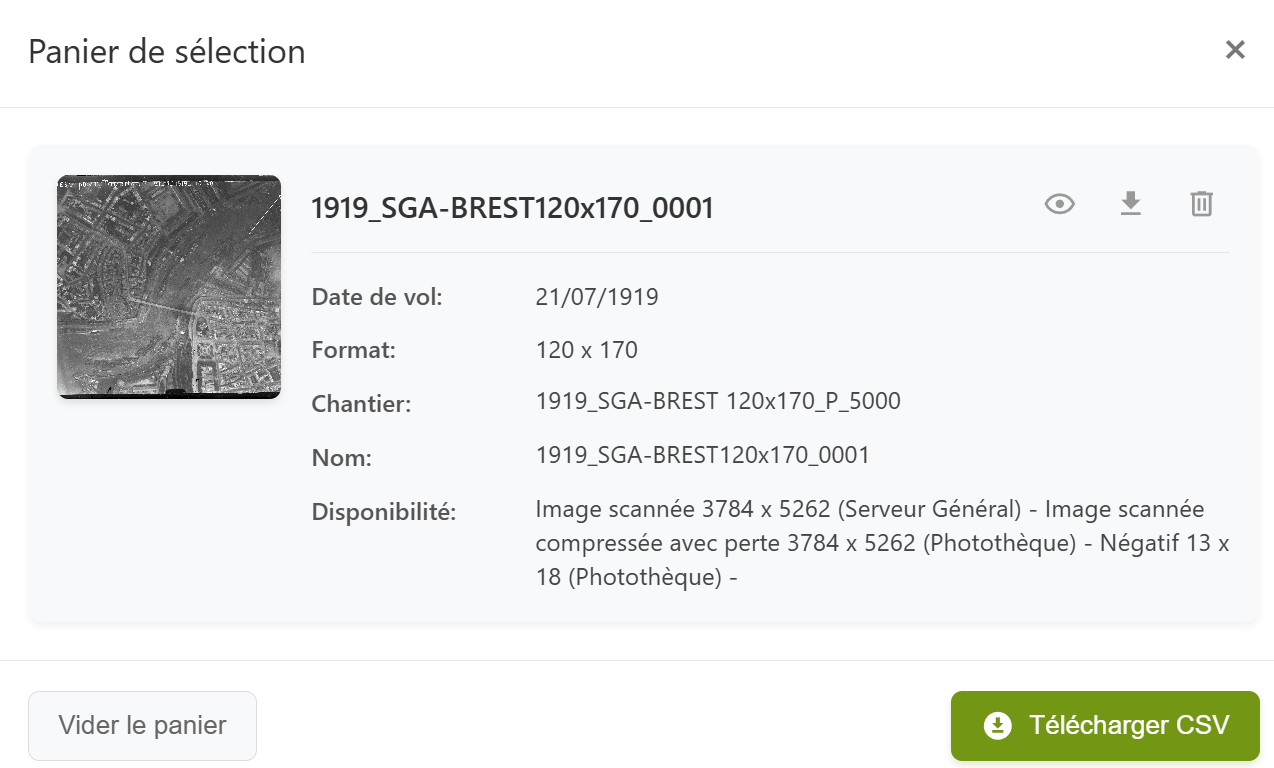 Panier de sélection
1919_SGA-BREST120x170_0001
Date de vol: 21/07/1919
Format: 120 x 170
Chantier: 1919_SGA-BREST 120x170_P_5000
Nom: 1919_SGA-BREST120x170_0001
Disponibilité: Image scannée 3784 x 5262 (Serveur Général) - Image scannée
compressée avec perte 3784 x 5262 (Photothèque) - Négatif 13 x
18 (Photothèque) -
Vider le panier
Télécharger CSV